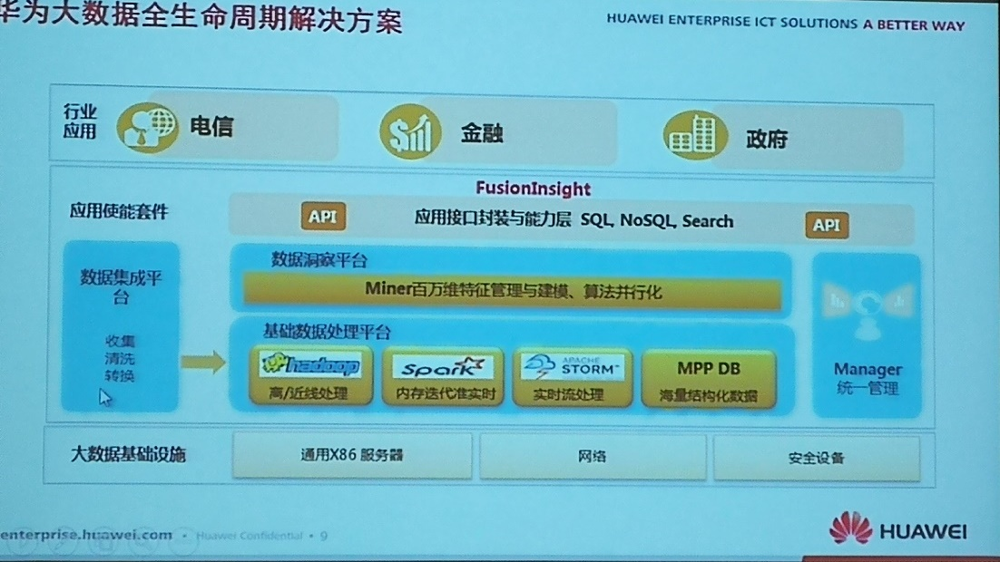 华为大数据全生命周期解决方案
HUAWEI ENTERPRISE ICT SOLUTIONS A BETTER WAY
行业
应用
电信
金融
政府
FusionInsight
应用使能套件
API
应用接口封装与能力层 SQL, NoSQL, Search
API
数据集成平
台
收集
清洗
转换
数据洞察平台
Miner百万维特征管理与建模、算法并行化
基础数据处理平台
hadoop
高/近线处理
Spark
内存迭代准实时
APACHE
STORM™
实时流处理
MPP DB
海量结构化数据
Manager
统一管理
大数据基础设施
通用X86 服务器
网络
安全设备
enterprise.huawei.com • Huawei Confidential • 9
HUAWEI